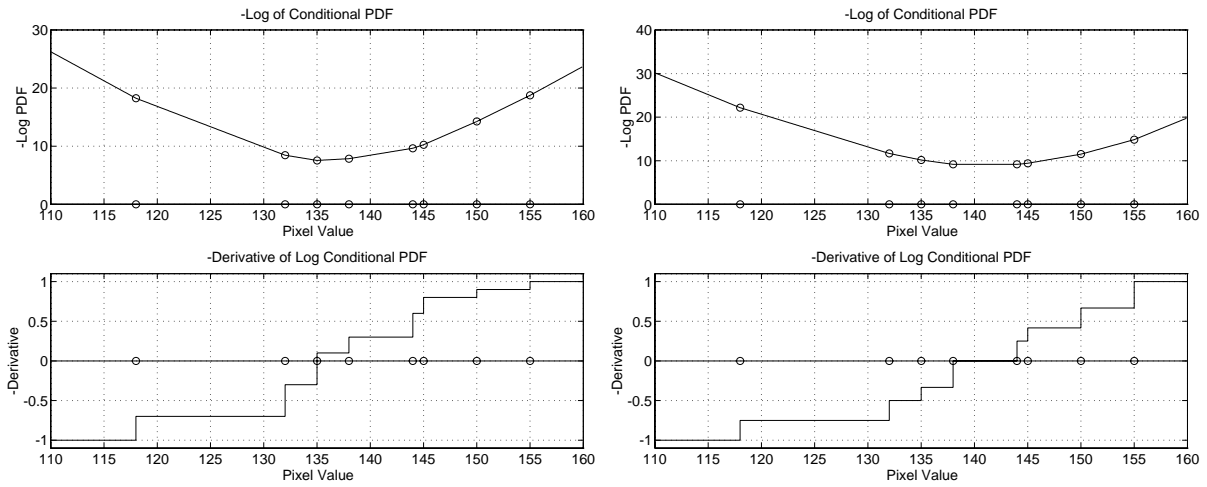 -Log of Conditional PDF
30
20
10
0
-Log PDF
110 115 120 125 130 135 140 145 150 155 160
Pixel Value
-Log of Conditional PDF
40
30
20
10
0
-Log PDF
110 115 120 125 130 135 140 145 150 155 160
Pixel Value
-Derivative of Log Conditional PDF
1
0.5
0
-0.5
-1
-Derivative
110 115 120 125 130 135 140 145 150 155 160
Pixel Value
-Derivative of Log Conditional PDF
1
0.5
0
-0.5
-1
-Derivative
110 115 120 125 130 135 140 145 150 155 160
Pixel Value